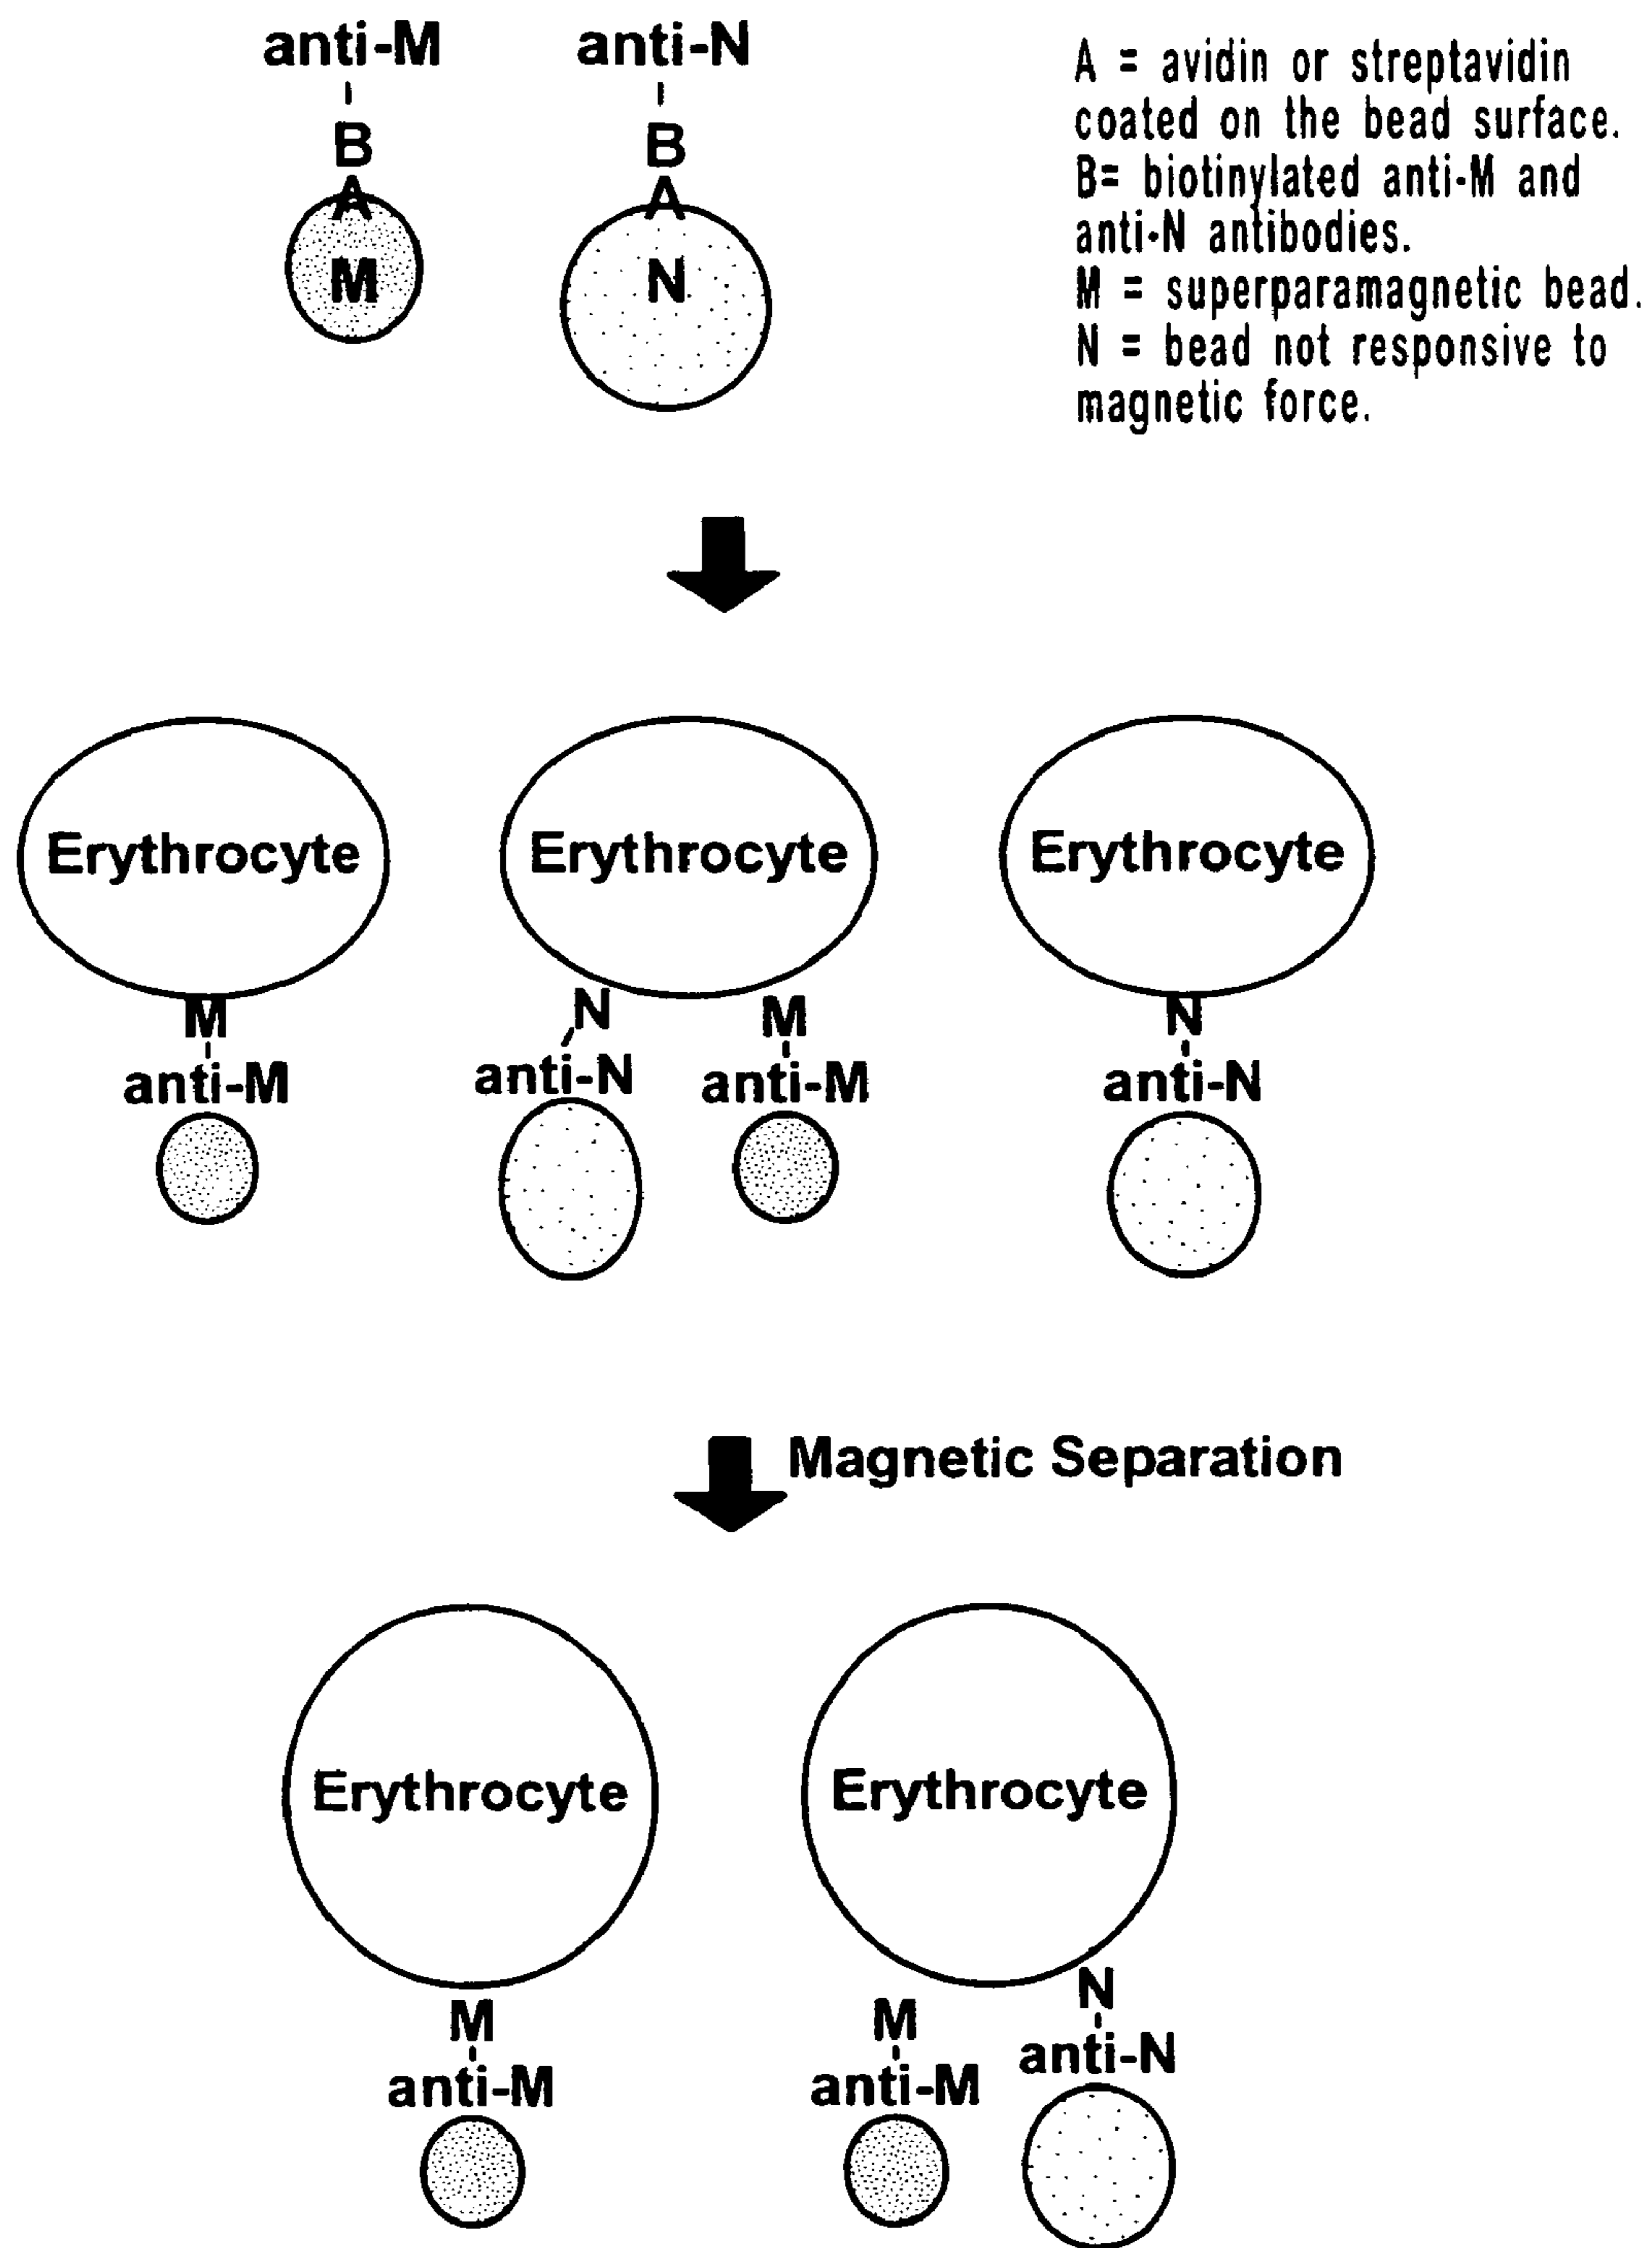 anti-M anti-N
B B
A A
M N
A = avidin or streptavidin
coated on the bead surface.
B= biotinylated anti-M and
anti-N antibodies.
M = superparamagnetic bead.
N = bead not responsive to
magnetic force.
Erythrocyte Erythrocyte Erythrocyte
M N M N
anti-M anti-N anti-M anti-N
Magnetic Separation
Erythrocyte Erythrocyte
M M N
anti-M anti-M anti-N